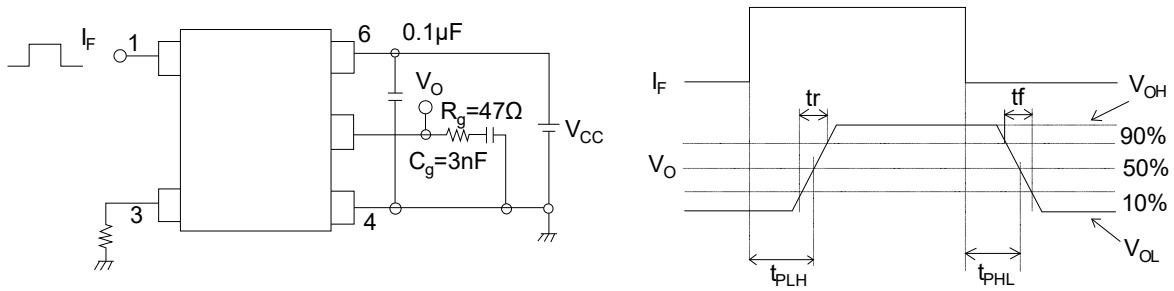 I_F
1
6
0.1µF
V_O
R_g=47Ω
C_g=3nF
V_CC
3
4
I_F
tr
tf
V_OH
90%
V_O
50%
10%
V_OL
t_PLH
t_PHL